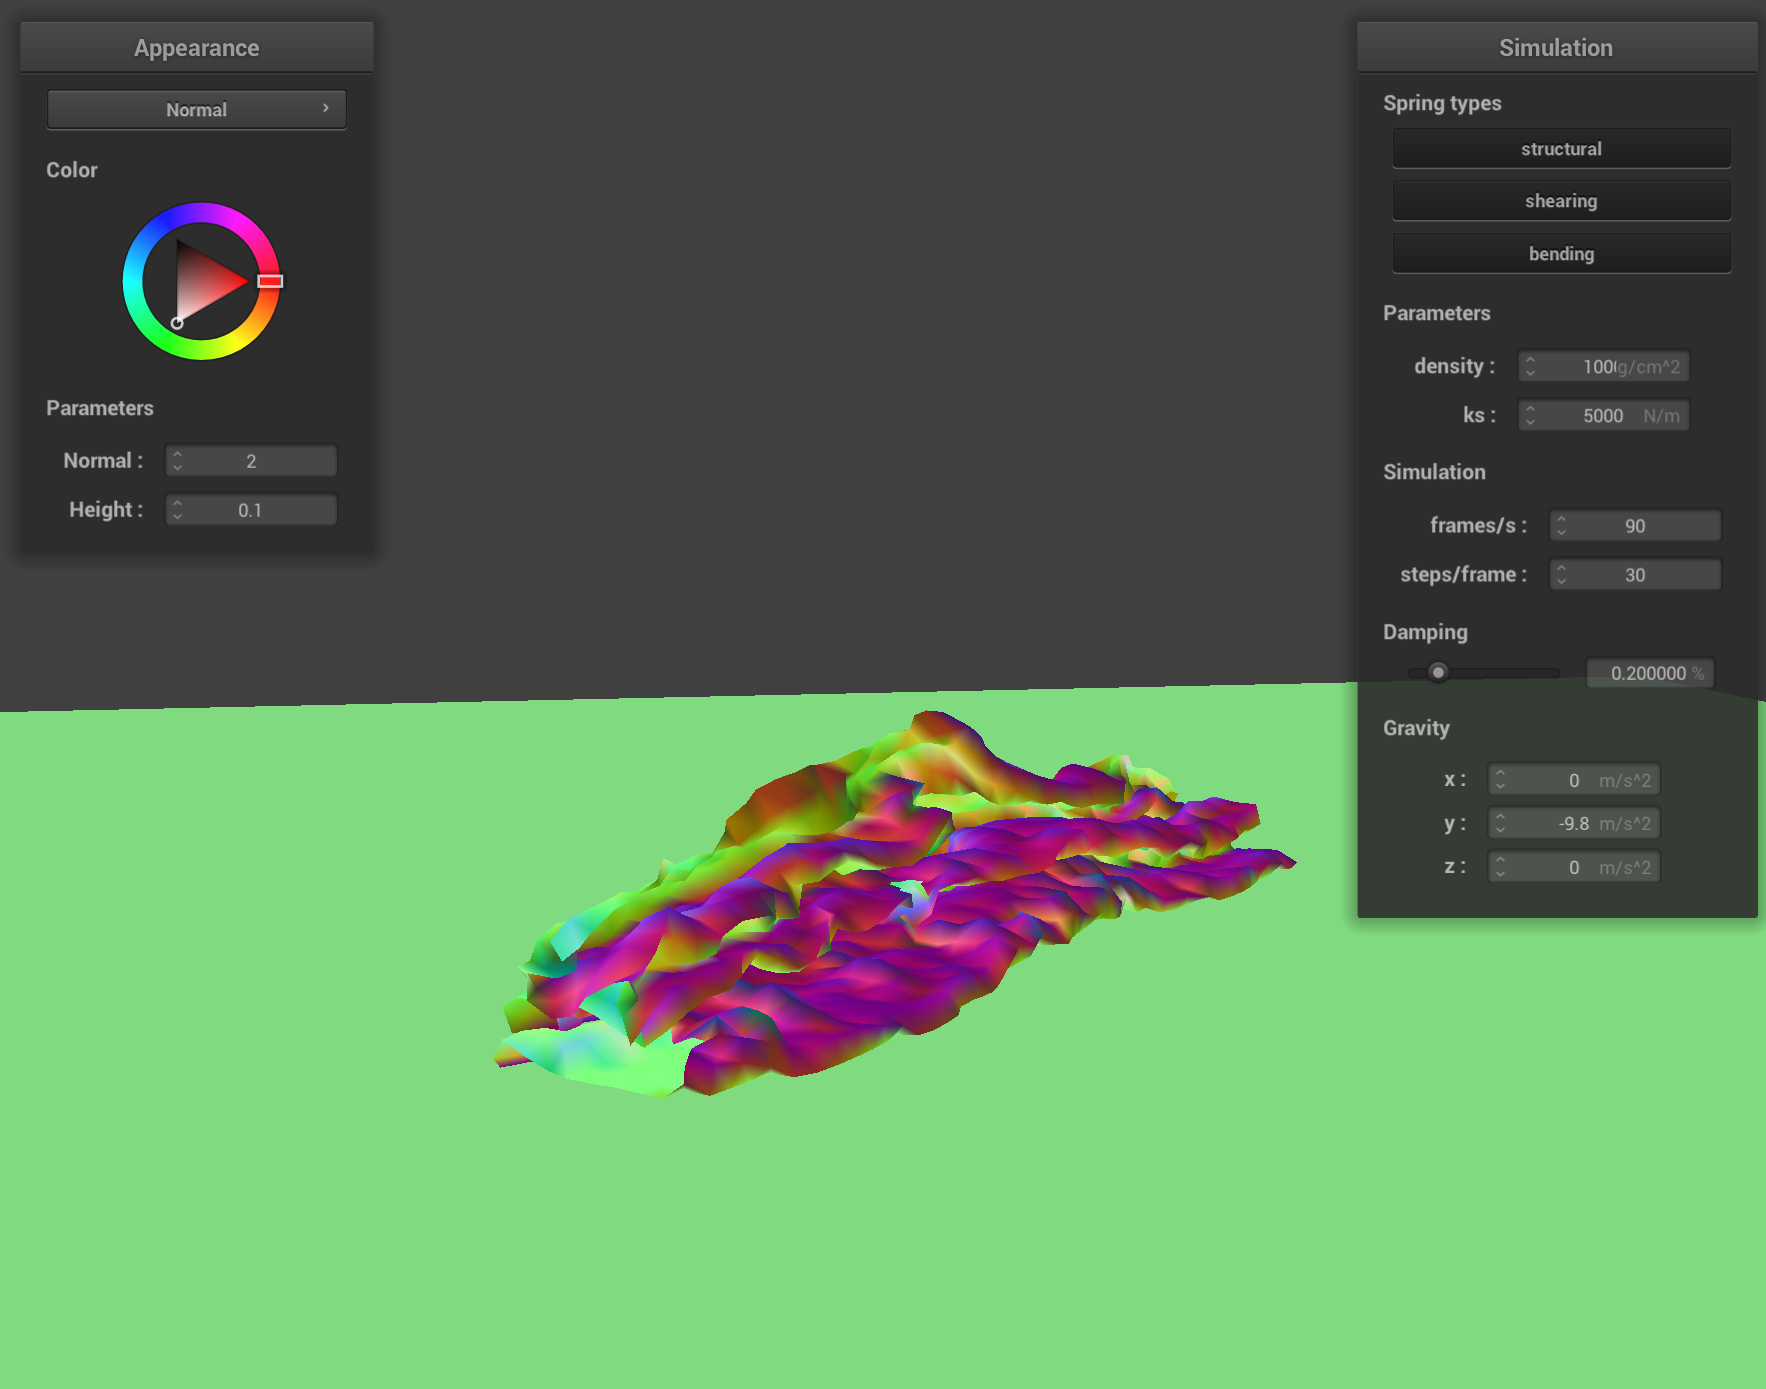 Appearance
Normal
Color
Parameters
Normal : 2
Height : 0.1
Simulation
Spring types
structural
shearing
bending
Parameters
density : 100 g/cm^2
ks : 5000 N/m
Simulation
frames/s : 90
steps/frame : 30
Damping
0.200000 %
Gravity
x : 0 m/s^2
y : -9.8 m/s^2
z : 0 m/s^2